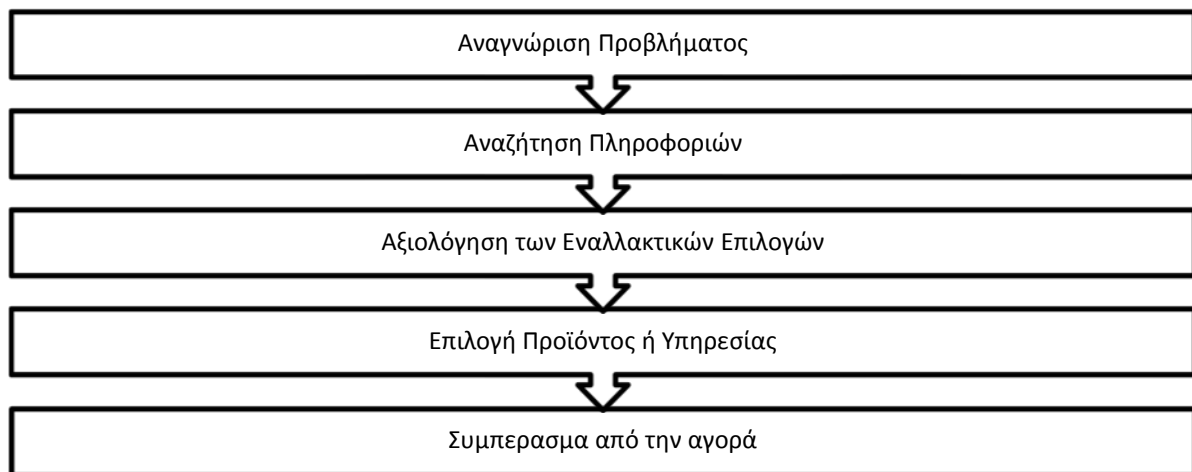 Αναγνώριση Προβλήματος
Αναζήτηση Πληροφοριών
Αξιολόγηση των Εναλλακτικών Επιλογών
Επιλογή Προϊόντος ή Υπηρεσίας
Συμπερασμα από την αγορά